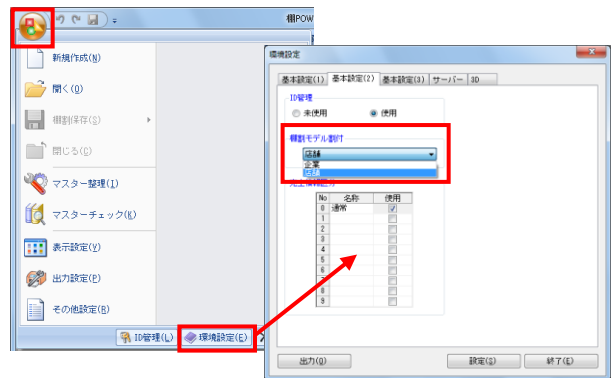 棚POW
新規作成(N)
開く(O)
棚割保存(S)
閉じる(C)
マスター整理(I)
マスターチェック(K)
表示設定(V)
出力設定(P)
その他設定(R)
ID管理(L)
環境設定(E)
環境設定
基本設定(1) 基本設定(2) 基本設定(3) サーバー 3D
ID管理
未使用 使用
棚割モデル割付
店舗
企業
店舗
No 名称 使用
0 通常
1
2
3
4
5
6
7
8
9
出力(O) 設定(S) 終了(E)